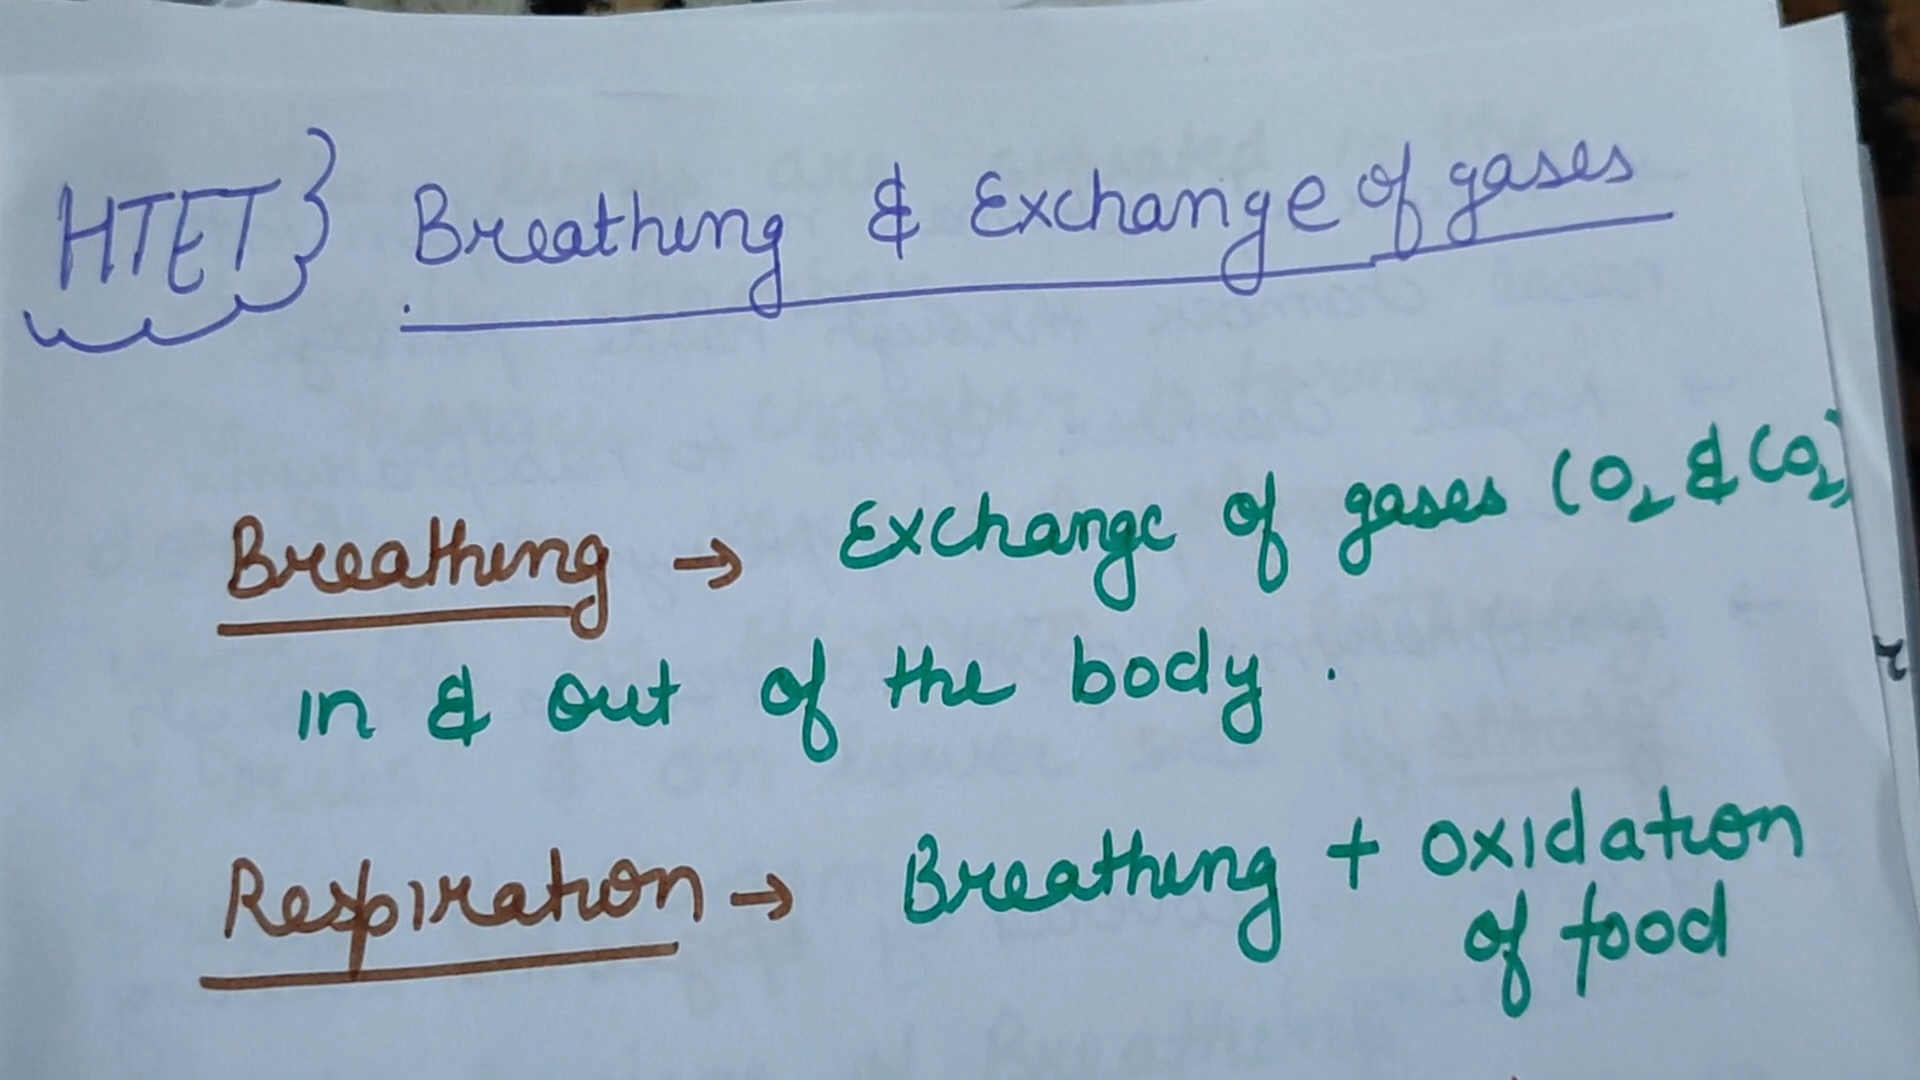 HTET} Breathing & Exchange of gases
Breathing → Exchange of gases (O₂ & CO₂)
in & out of the body.
Respiration → Breathing + oxidation
of food